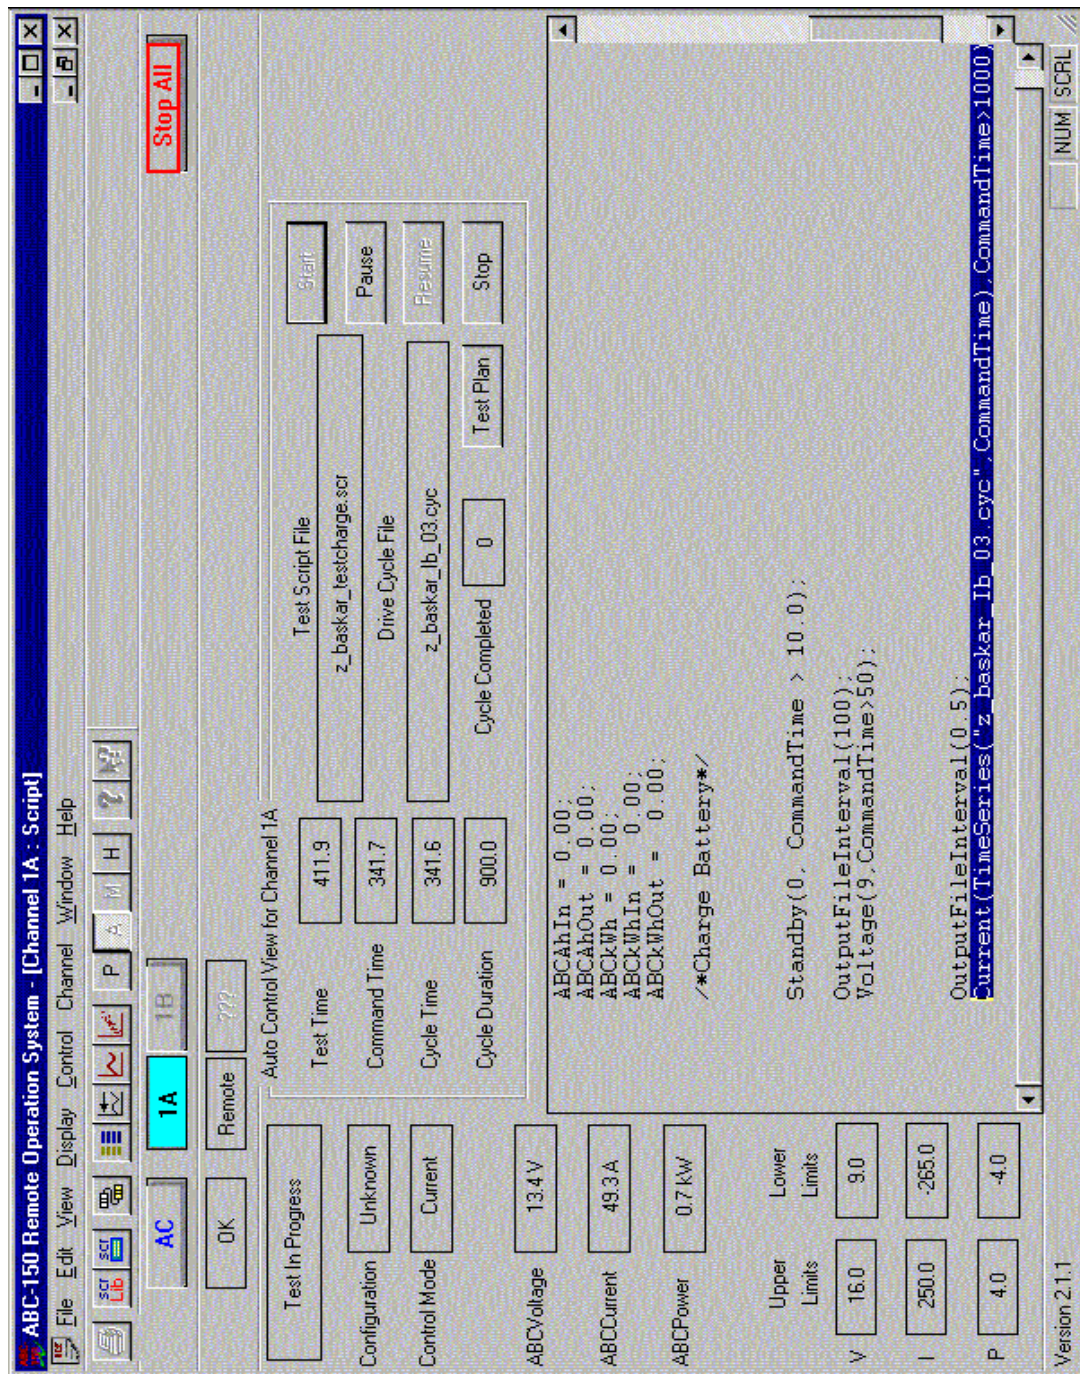 ABC-150 Remote Operation System - [Channel 1A : Script]
File Edit View Display Control Channel Window Help
scr Lib scr P A M H ?
AC 1A 1B Stop All
OK Remote ???
Test In Progress
Configuration Unknown
Control Mode Current
ABCVoltage 13.4 V
ABCCurrent 49.3 A
ABCPower 0.7 kW
Upper Limits Lower Limits
V 16.0 9.0
I 250.0 -265.0
P 4.0 -4.0
Auto Control View for Channel 1A
Test Time 411.9
Command Time 341.7
Cycle Time 341.6
Cycle Duration 900.0
Test Script File
z_baskar_testcharge.scr
Drive Cycle File
z_baskar_Ib_03.cyc
Cycle Completed 0
Test Plan
Start
Pause
Resume
Stop
ABCAhIn = 0.00;
ABCAhOut = 0.00;
ABCkWh = 0.00;
ABCkWhIn = 0.00;
ABCkWhOut = 0.00;
/*Charge Battery*/
Standby(0, CommandTime > 10.0);
OutputFileInterval(100);
Voltage(9,CommandTime>50);
OutputFileInterval(0.5);
Current(TimeSeries("z_baskar_Ib_03.cyc",CommandTime),CommandTime>1000)
Version 2.1.1
NUM SCRL